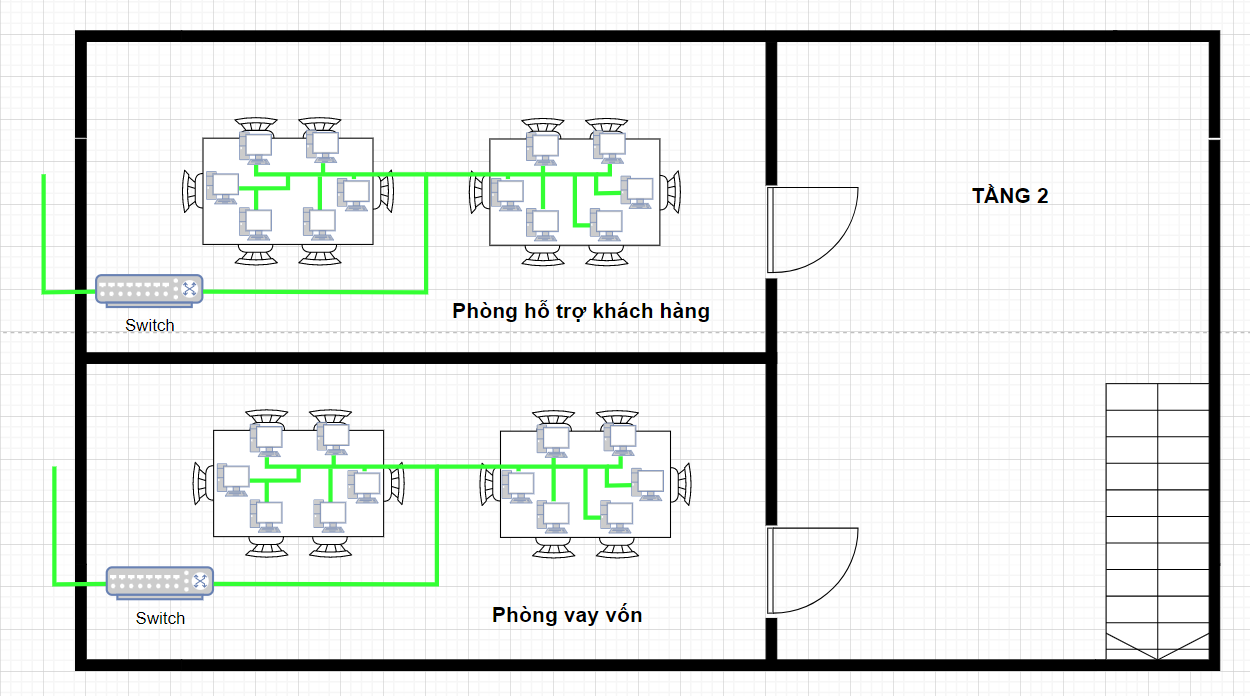 TẦNG 2
Phòng hỗ trợ khách hàng
Switch
Phòng vay vốn
Switch